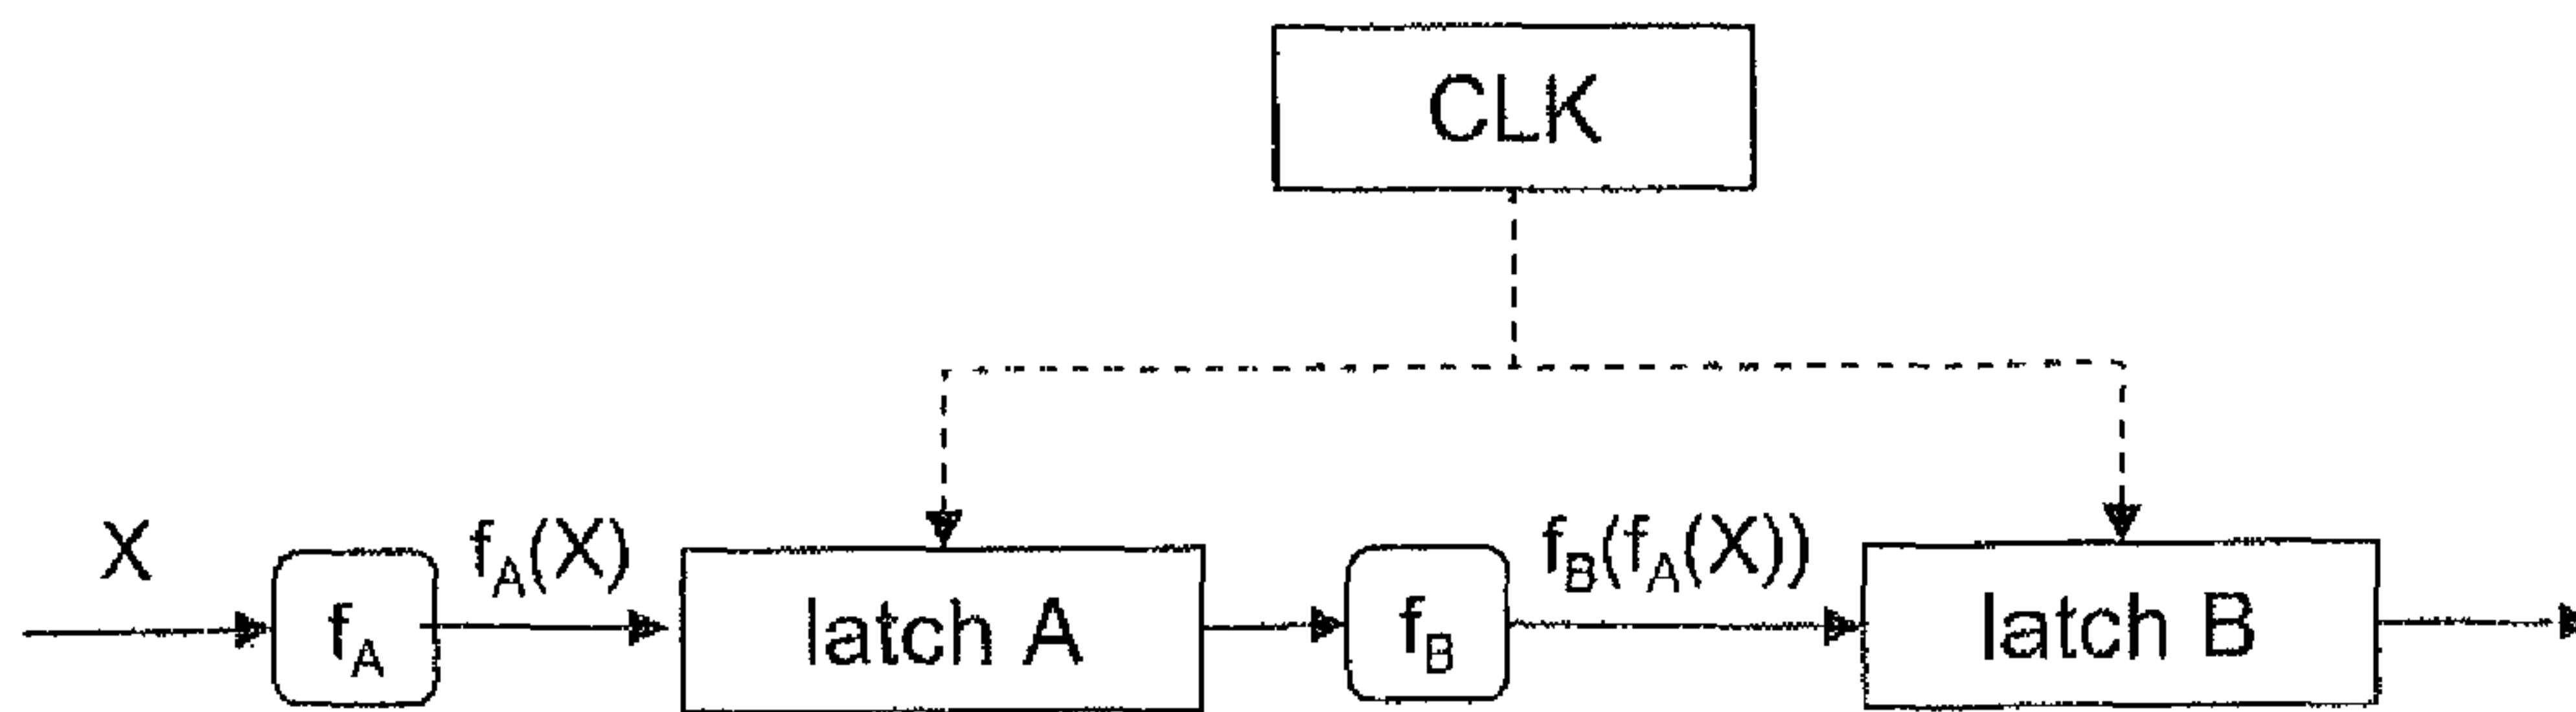 CLK
X
f_A
f_A(X)
latch A
f_B
f_B(f_A(X))
latch B